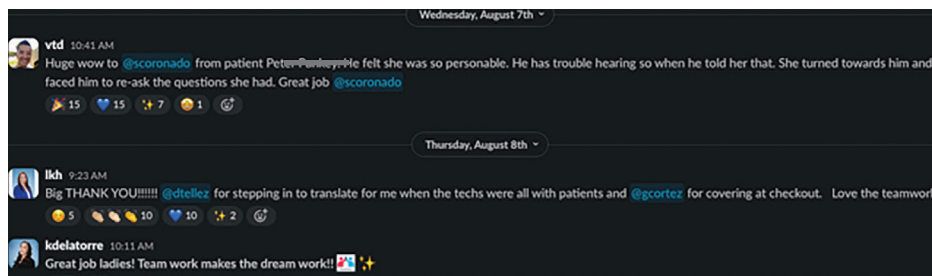 Wednesday, August 7th
vtd 10:41 AM
Huge wow to @scoronado from patient He felt she was so personable. He has trouble hearing so when he told her that. She turned towards him and
faced him to re-ask the questions she had. Great job @scoronado
15 15 7 1
Thursday, August 8th
lkh 9:23 AM
Big THANK YOU!!!!!! @dtellez for stepping in to translate for me when the techs were all with patients and @gcortez for covering at checkout. Love the teamwor
5 10 10 2
kdelatorre 10:11 AM
Great job ladies! Team work makes the dream work!!